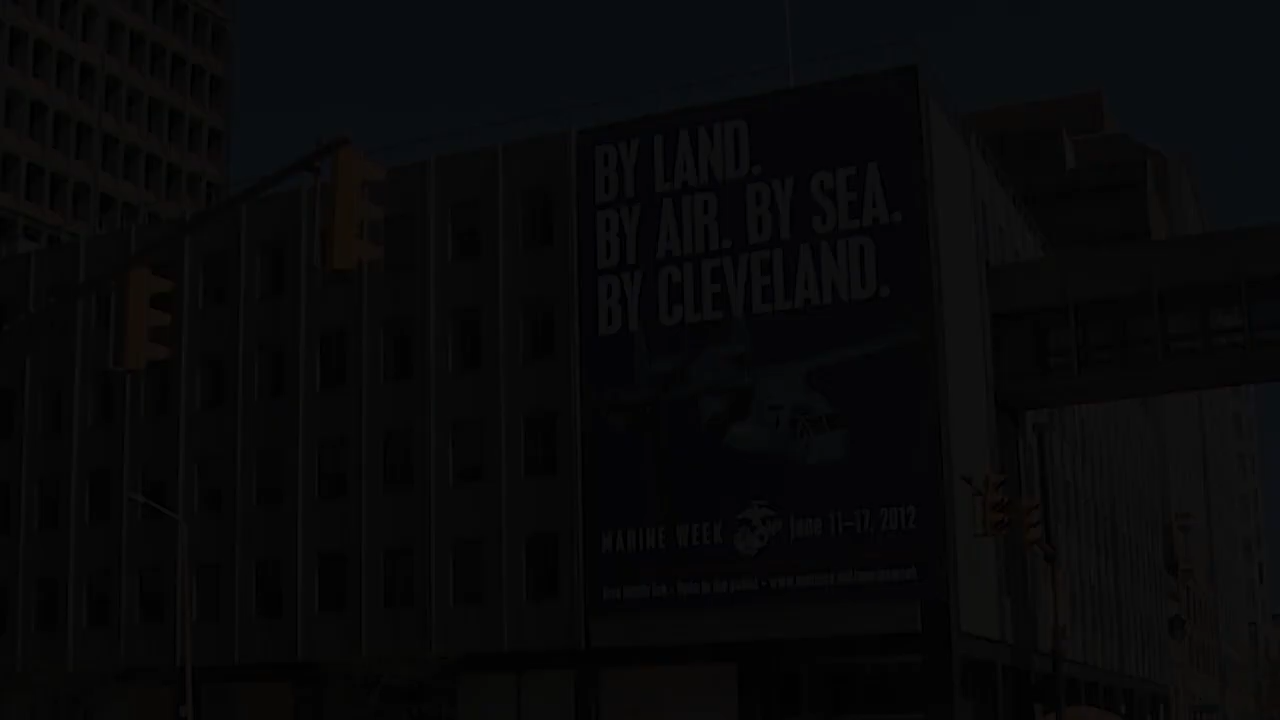 BY LAND.
BY AIR. BY SEA.
BY CLEVELAND.
MARINE WEEK June 11–17, 2012